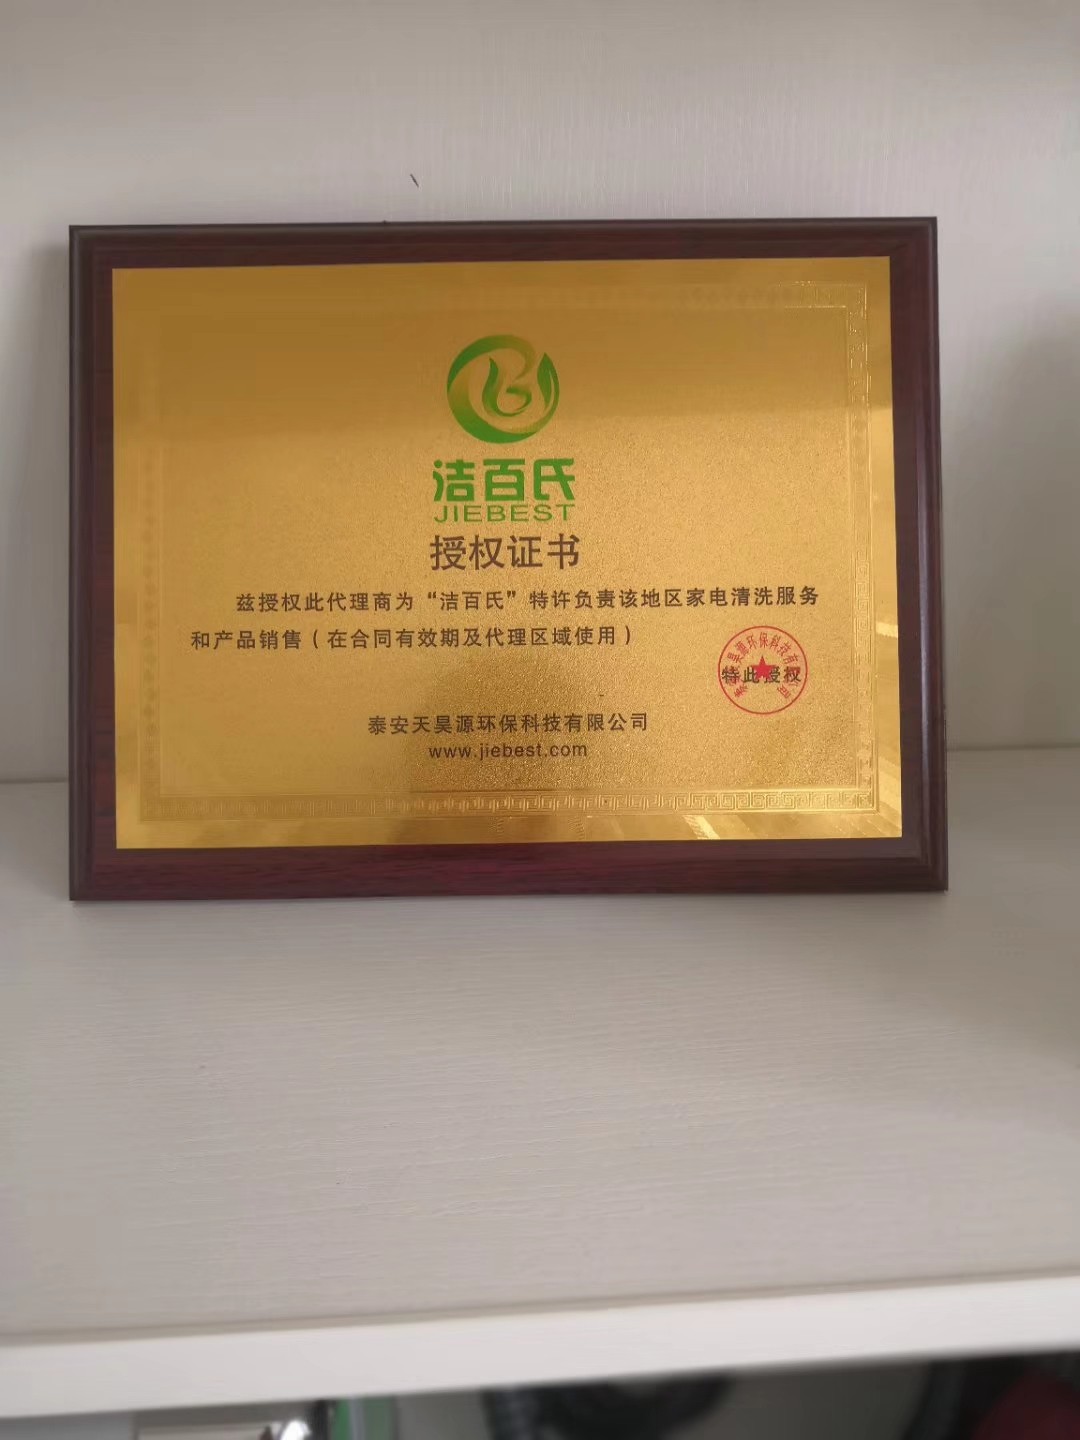 洁百氏
JIEBEST
授权证书
兹授权此代理商为“洁百氏”特许负责该地区家电清洗服务
和产品销售（在合同有效期及代理区域使用）
特此授权
泰安天昊源环保科技有限公司
www.jiebest.com